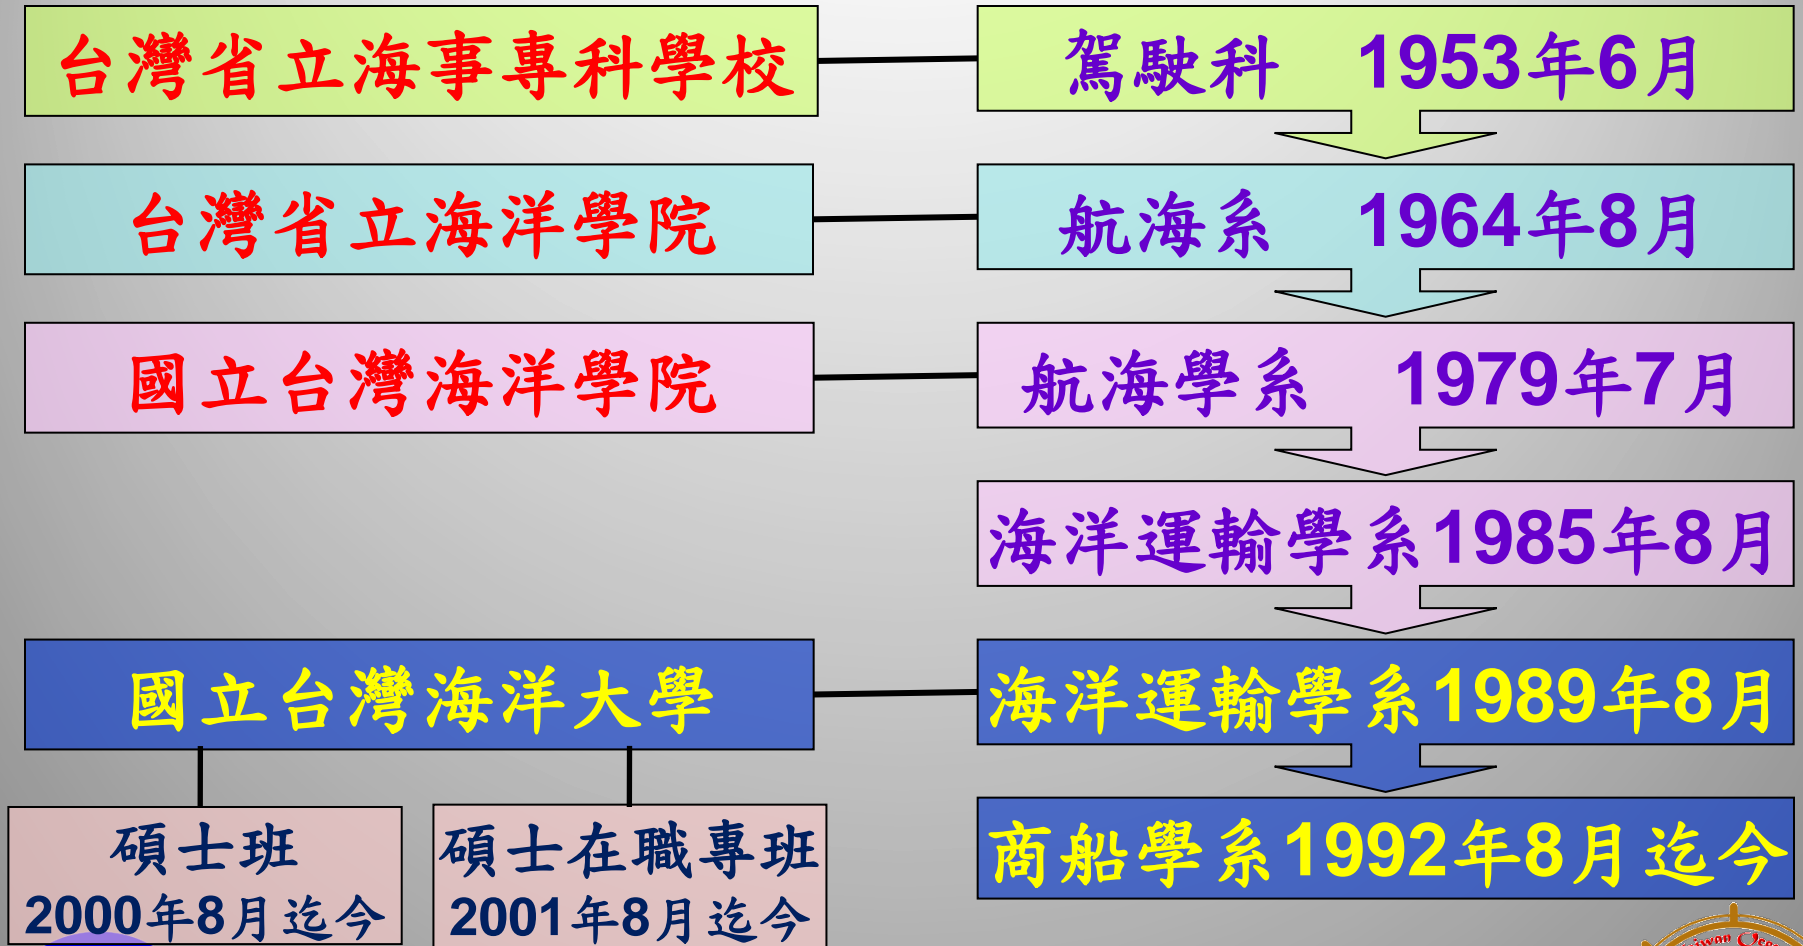 台灣省立海事專科學校
駕駛科 1953年6月
台灣省立海洋學院
航海系 1964年8月
國立台灣海洋學院
航海學系 1979年7月
海洋運輸學系1985年8月
國立台灣海洋大學
海洋運輸學系1989年8月
商船學系1992年8月迄今
碩士班
2000年8月迄今
碩士在職專班
2001年8月迄今